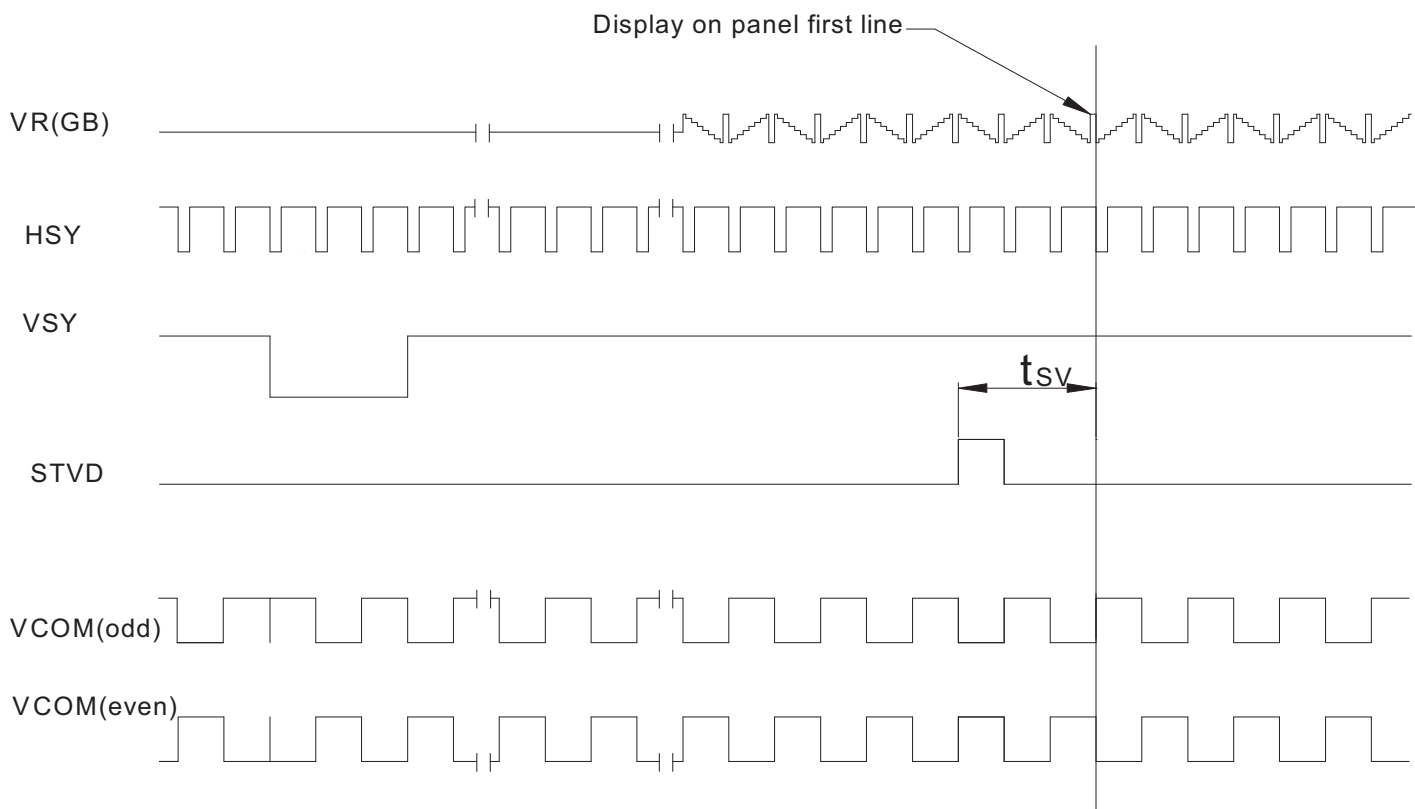 Display on panel first line
VR(GB)
HSY
VSY
tSV
STVD
VCOM(odd)
VCOM(even)